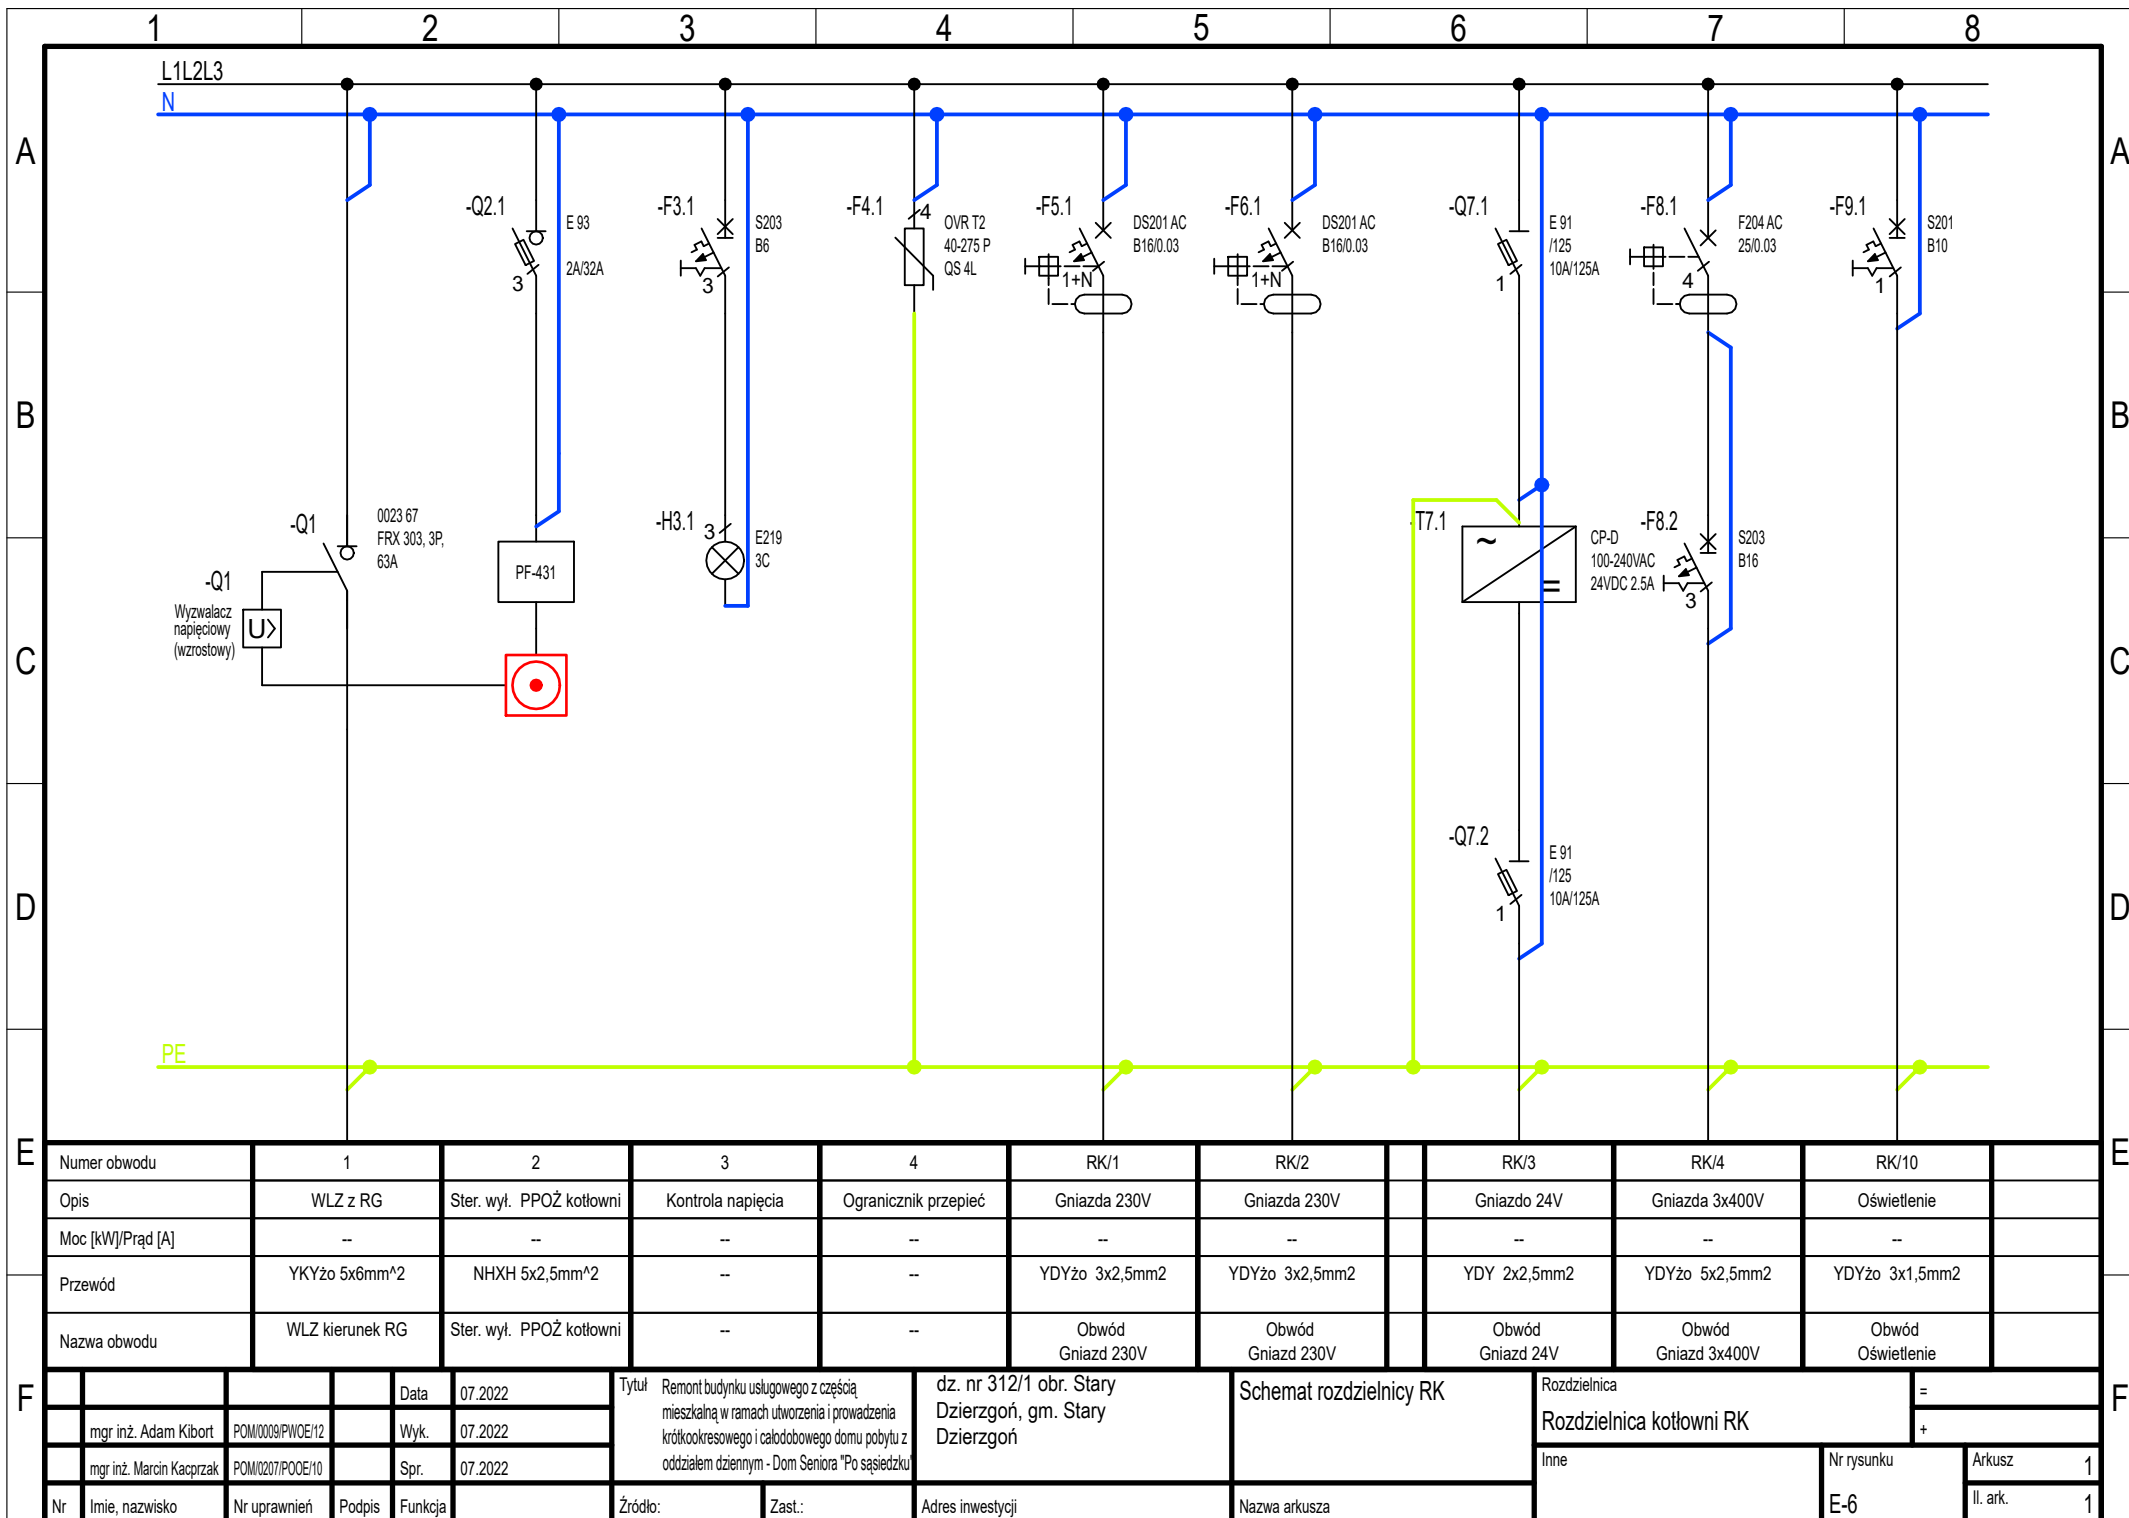 1 2 3 4 5 6 7 8
L1L2L3
N
A A
-Q2.1
E 93
2A/32A
3
-F3.1
S203
B6
3
-F4.1
4
OVR T2
40-275 P
QS 4L
-F5.1
DS201 AC
B16/0.03
1+N
-F6.1
DS201 AC
B16/0.03
1+N
-Q7.1
E 91
/125
10A/125A
1
-F8.1
F204 AC
25/0.03
4
-F9.1
S201
B10
1
B B
-Q1
0023 67
FRX 303, 3P,
63A
-Q1
Wyzwalacz
napięciowy
(wzrostowy)
U>
PF-431
-H3.1
3
E219
3C
-T7.1
~
=
CP-D
100-240VAC
24VDC 2.5A
-F8.2
S203
B16
3
C C
-Q7.2
E 91
/125
10A/125A
1
D D
PE
E E
Numer obwodu 1 2 3 4 RK/1 RK/2 RK/3 RK/4 RK/10
Opis WLZ z RG Ster. wył. PPOŻ kotłowni Kontrola napięcia Ogranicznik przepieć Gniazda 230V Gniazda 230V Gniazdo 24V Gniazda 3x400V Oświetlenie
Moc [kW]/Prąd [A] -- -- -- -- -- -- -- -- --
Przewód YKYżo 5x6mm^2 NHXH 5x2,5mm^2 -- -- YDYżo 3x2,5mm2 YDYżo 3x2,5mm2 YDY 2x2,5mm2 YDYżo 5x2,5mm2 YDYżo 3x1,5mm2
Nazwa obwodu WLZ kierunek RG Ster. wył. PPOŻ kotłowni -- -- Obwód Gniazd 230V Obwód Gniazd 230V Obwód Gniazd 24V Obwód Gniazd 3x400V Obwód Oświetlenie
F F
Data 07.2022
mgr inż. Adam Kibort POM/0009/PWOE/12 Wyk. 07.2022
mgr inż. Marcin Kacprzak POM/0207/POOE/10 Spr. 07.2022
Nr Imie, nazwisko Nr uprawnień Podpis Funkcja
Tytuł Remont budynku usługowego z częścią
mieszkalną w ramach utworzenia i prowadzenia
krótkookresowego i całodobowego domu pobytu z
oddziałem dziennym - Dom Seniora "Po sąsiedzku"
Źródło: Zast.:
dz. nr 312/1 obr. Stary
Dzierzgoń, gm. Stary
Dzierzgoń
Adres inwestycji
Schemat rozdzielnicy RK
Nazwa arkusza
Rozdzielnica
Rozdzielnica kotłowni RK
=
+
Inne
Nr rysunku
E-6
Arkusz 1
Il. ark. 1